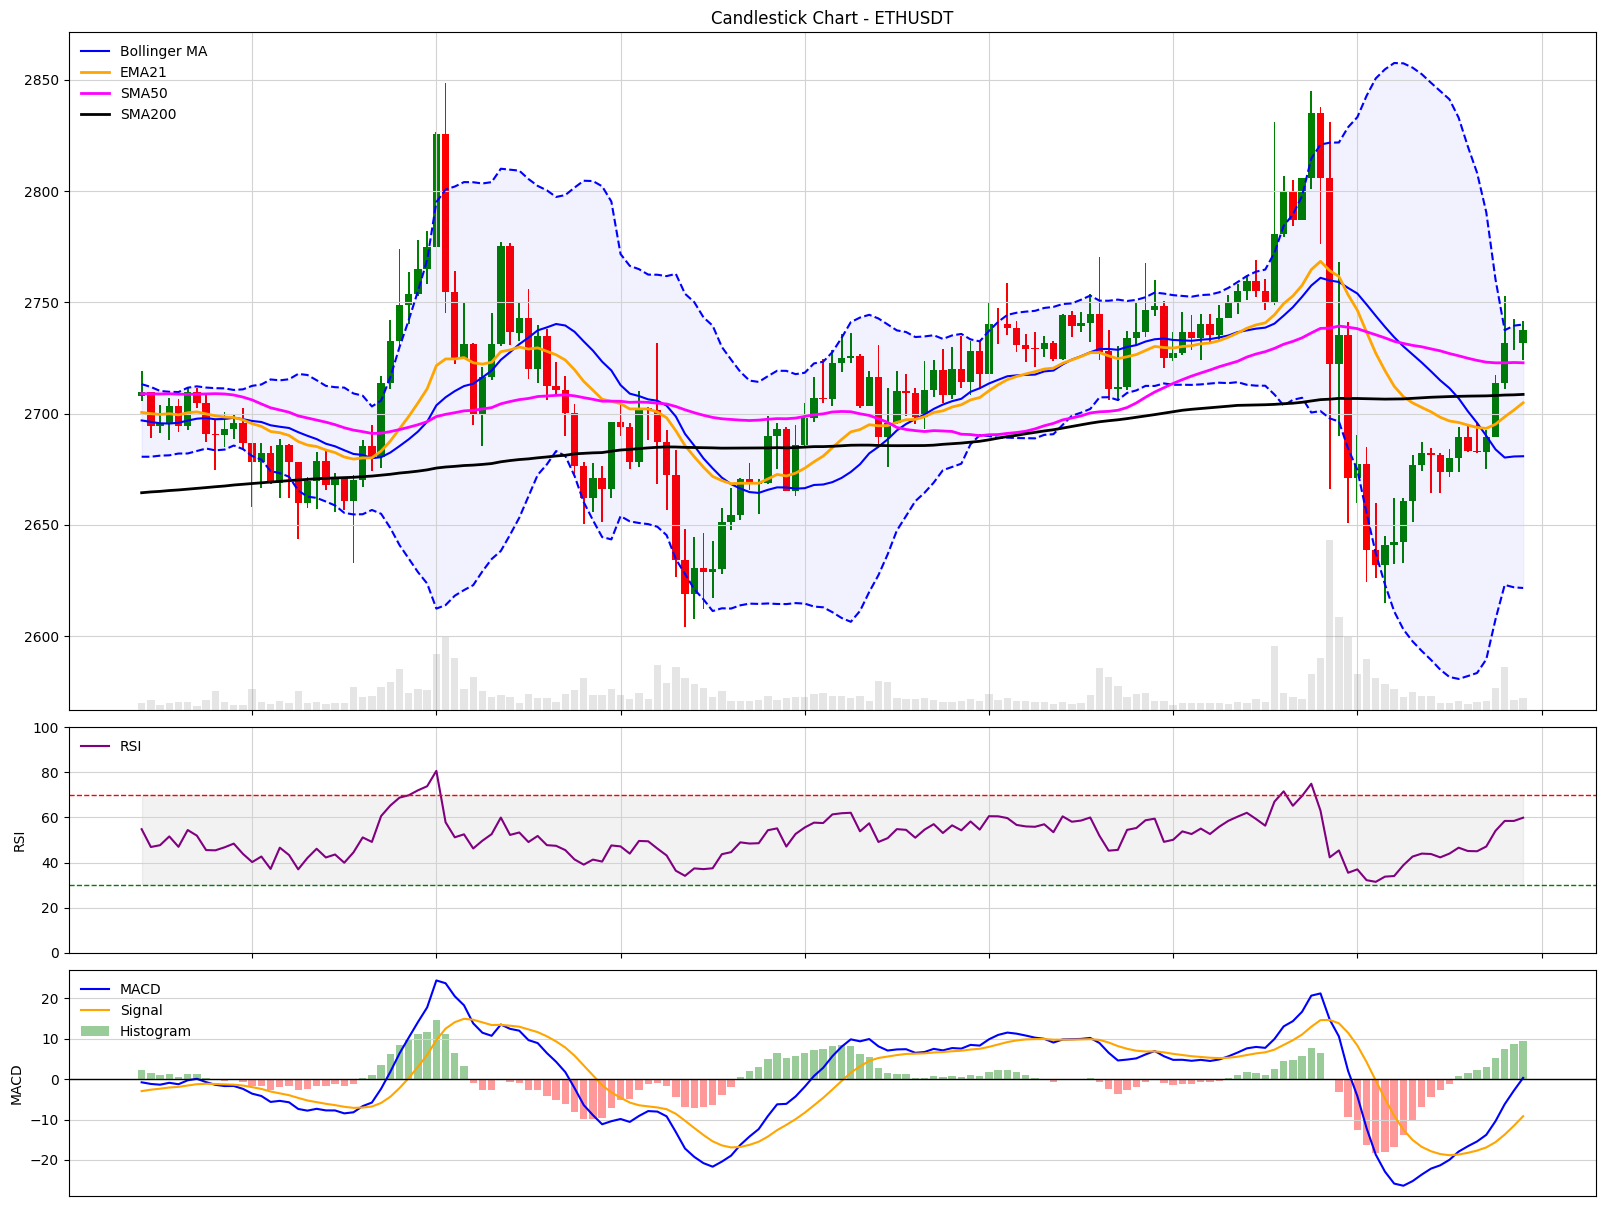 Candlestick Chart - ETHUSDT
Bollinger MA
EMA21
SMA50
SMA200
2850
2800
2750
2700
2650
2600
RSI
100
80
60
40
20
0
RSI
MACD
Signal
Histogram
20
10
0
−10
−20
MACD